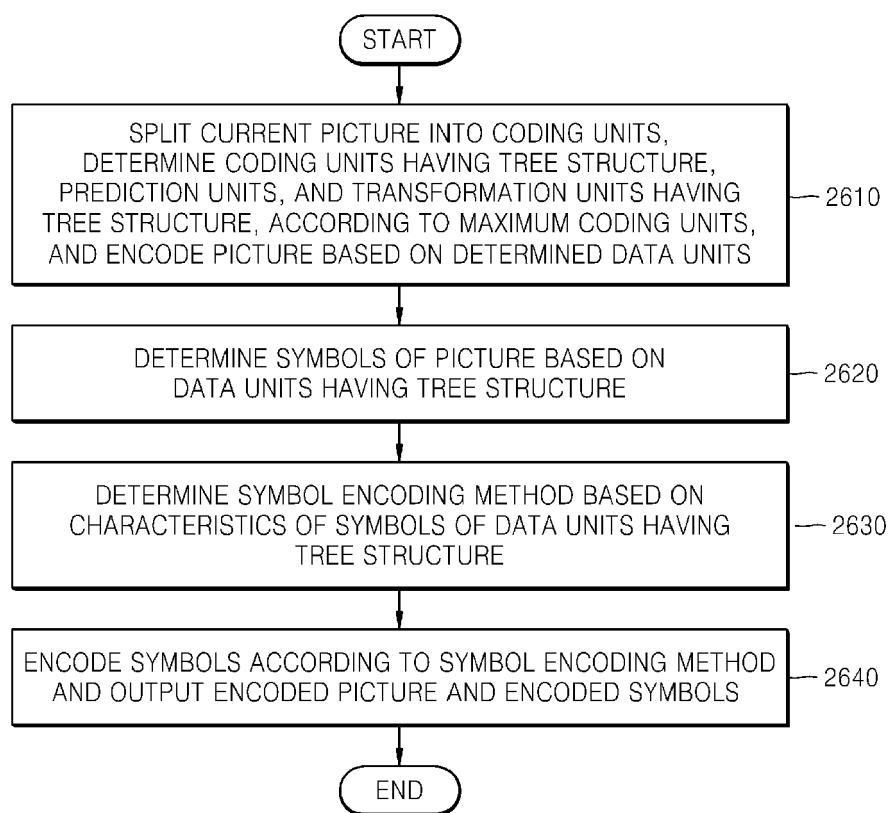 START
SPLIT CURRENT PICTURE INTO CODING UNITS,
DETERMINE CODING UNITS HAVING TREE STRUCTURE,
PREDICTION UNITS, AND TRANSFORMATION UNITS HAVING
TREE STRUCTURE, ACCORDING TO MAXIMUM CODING UNITS,
AND ENCODE PICTURE BASED ON DETERMINED DATA UNITS
2610
DETERMINE SYMBOLS OF PICTURE BASED ON
DATA UNITS HAVING TREE STRUCTURE
2620
DETERMINE SYMBOL ENCODING METHOD BASED ON
CHARACTERISTICS OF SYMBOLS OF DATA UNITS HAVING
TREE STRUCTURE
2630
ENCODE SYMBOLS ACCORDING TO SYMBOL ENCODING METHOD
AND OUTPUT ENCODED PICTURE AND ENCODED SYMBOLS
2640
END